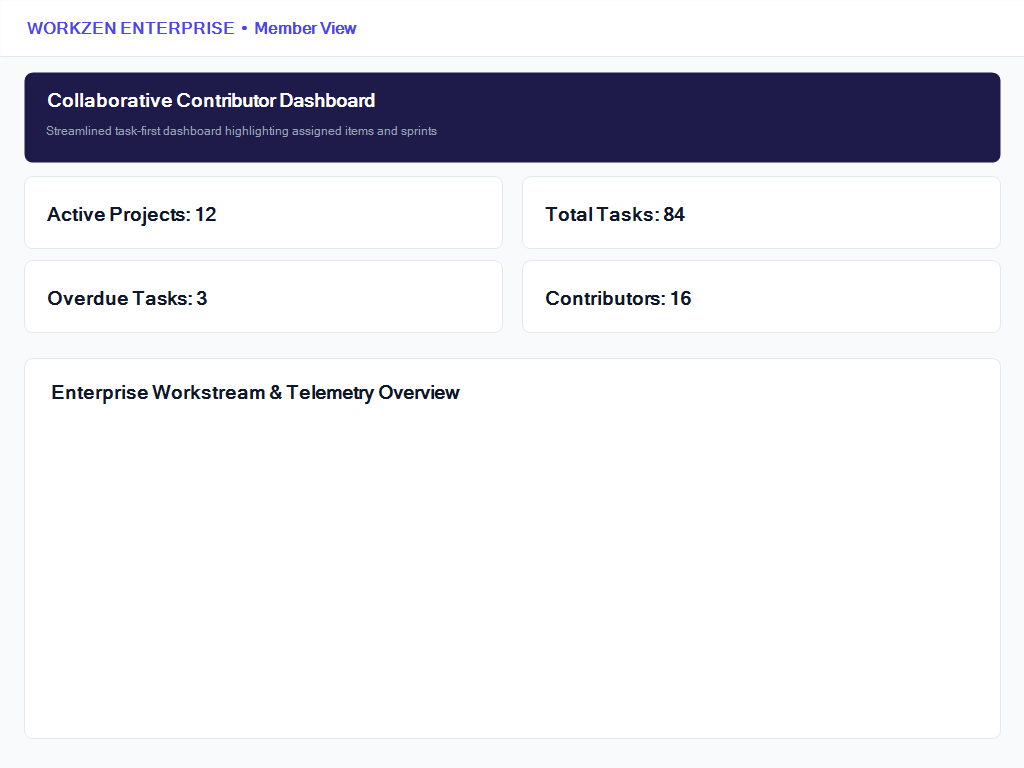 WORKZEN ENTERPRISE • Member View
Collaborative Contributor Dashboard
Streamlined task-first dashboard highlighting assigned items and sprints
Active Projects: 12
Total Tasks: 84
Overdue Tasks: 3
Contributors: 16
Enterprise Workstream & Telemetry Overview